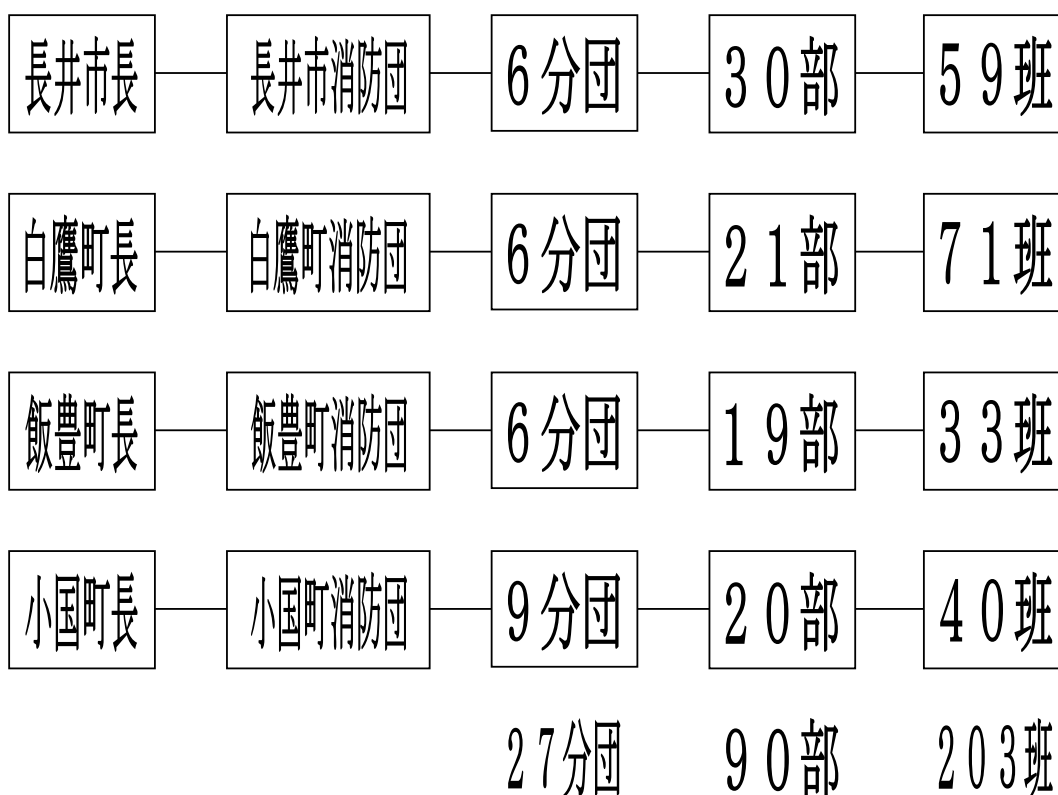 長井市長 長井市消防団 6分団 30部 59班
白鷹町長 白鷹町消防団 6分団 21部 71班
飯豊町長 飯豊町消防団 6分団 19部 33班
小国町長 小国町消防団 9分団 20部 40班
27分団 90部 203班